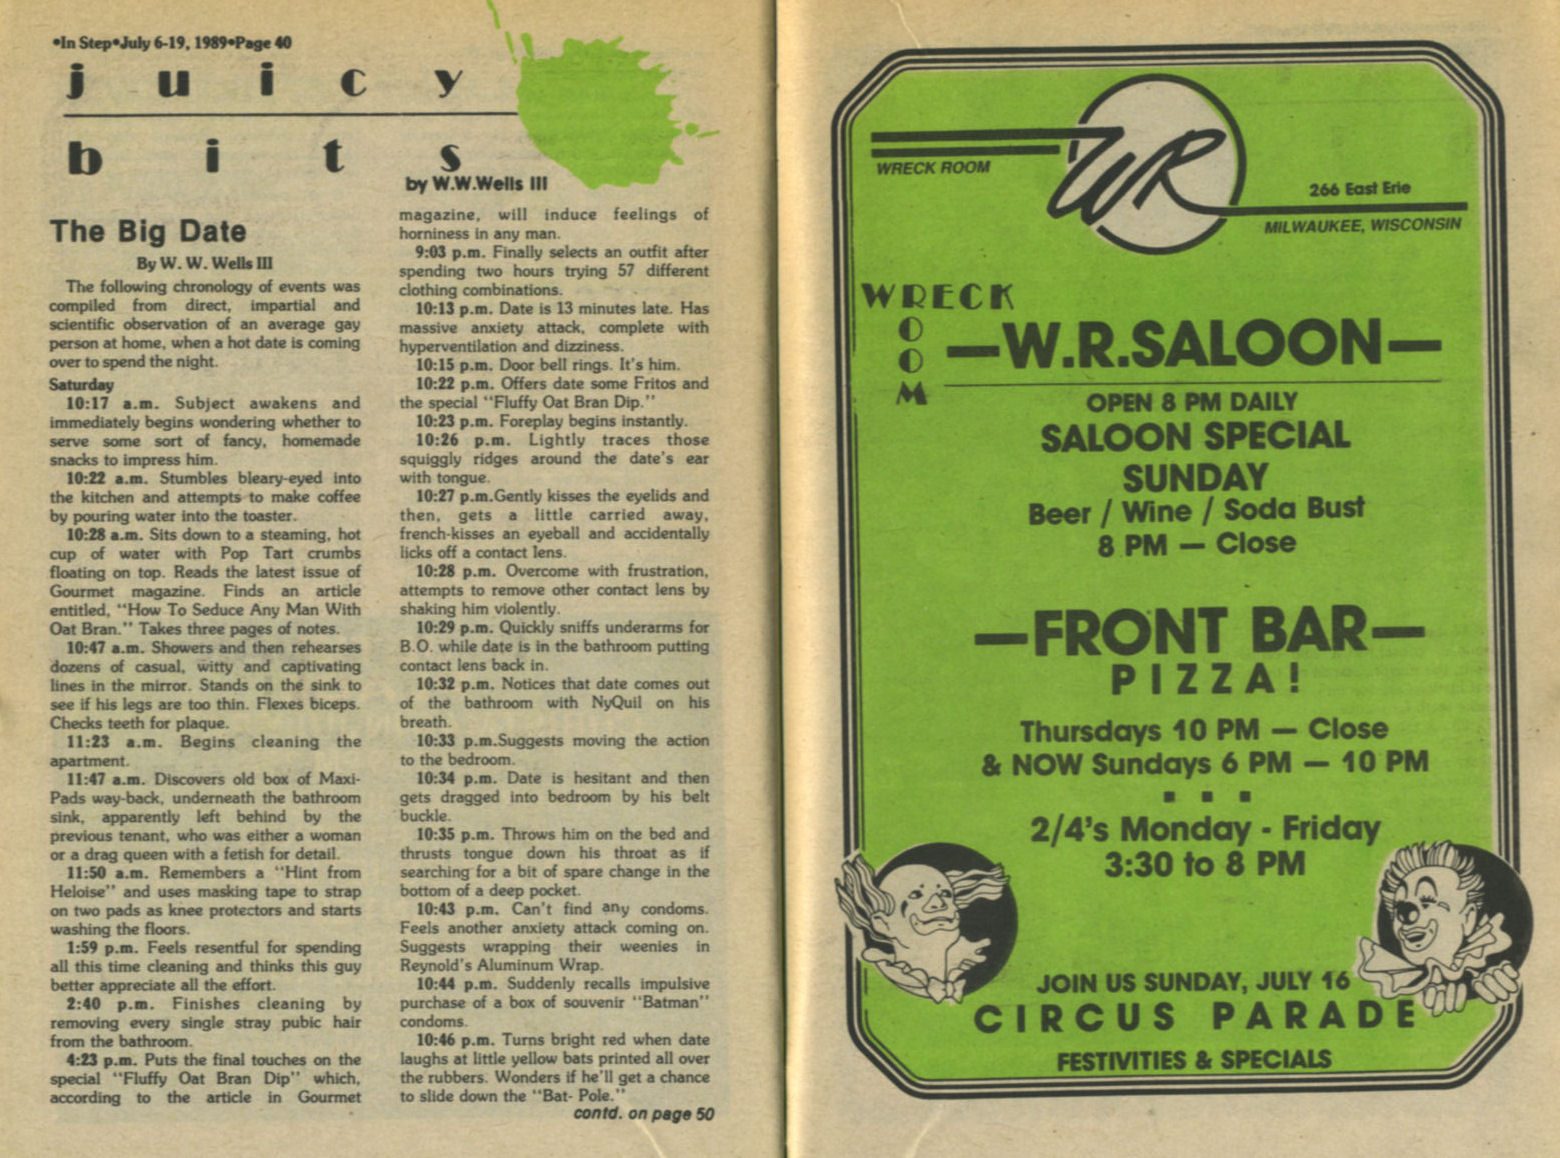 •In Step•July 6-19, 1989•Page 40
juicy
bits
by W.W.Wells III
The Big Date
By W. W. Wells III
The following chronology of events was
compiled from direct, impartial and
scientific observation of an average gay
person at home, when a hot date is coming
over to spend the night.
Saturday
10:17 a.m. Subject awakens and
immediately begins wondering whether to
serve some sort of fancy, homemade
snacks to impress him.
10:22 a.m. Stumbles bleary-eyed into
the kitchen and attempts to make coffee
by pouring water into the toaster.
10:28 a.m. Sits down to a steaming, hot
cup of water with Pop Tart crumbs
floating on top. Reads the latest issue of
Gourmet magazine. Finds an article
entitled, "How To Seduce Any Man With
Oat Bran." Takes three pages of notes.
10:47 a.m. Showers and then rehearses
dozens of casual, witty and captivating
lines in the mirror. Stands on the sink to
see if his legs are too thin. Flexes biceps.
Checks teeth for plaque.
11:23 a.m. Begins cleaning the
apartment.
11:47 a.m. Discovers old box of Maxi-
Pads way-back, underneath the bathroom
sink, apparently left behind by the
previous tenant, who was either a woman
or a drag queen with a fetish for detail.
11:50 a.m. Remembers a "Hint from
Heloise" and uses masking tape to strap
on two pads as knee protectors and starts
washing the floors.
1:59 p.m. Feels resentful for spending
all this time cleaning and thinks this guy
better appreciate all the effort.
2:40 p.m. Finishes cleaning by
removing every single stray pubic hair
from the bathroom.
4:23 p.m. Puts the final touches on the
special "Fluffy Oat Bran Dip" which,
according to the article in Gourmet
magazine, will induce feelings of
horniness in any man.
9:03 p.m. Finally selects an outfit after
spending two hours trying 57 different
clothing combinations.
10:13 p.m. Date is 13 minutes late. Has
massive anxiety attack, complete with
hyperventilation and dizziness.
10:15 p.m. Door bell rings. It's him.
10:22 p.m. Offers date some Fritos and
the special "Fluffy Oat Bran Dip."
10:23 p.m. Foreplay begins instantly.
10:26 p.m. Lightly traces those
squiggly ridges around the date's ear
with tongue.
10:27 p.m.Gently kisses the eyelids and
then, gets a little carried away,
french-kisses an eyeball and accidentally
licks off a contact lens.
10:28 p.m. Overcome with frustration,
attempts to remove other contact lens by
shaking him violently.
10:29 p.m. Quickly sniffs underarms for
B.O. while date is in the bathroom putting
contact lens back in.
10:32 p.m. Notices that date comes out
of the bathroom with NyQuil on his
breath.
10:33 p.m.Suggests moving the action
to the bedroom.
10:34 p.m. Date is hesitant and then
gets dragged into bedroom by his belt
buckle.
10:35 p.m. Throws him on the bed and
thrusts tongue down his throat as if
searching for a bit of spare change in the
bottom of a deep pocket.
10:43 p.m. Can't find any condoms.
Feels another anxiety attack coming on.
Suggests wrapping their weenies in
Reynold's Aluminum Wrap.
10:44 p.m. Suddenly recalls impulsive
purchase of a box of souvenir "Batman"
condoms.
10:46 p.m. Turns bright red when date
laughs at little yellow bats printed all over
the rubbers. Wonders if he'll get a chance
to slide down the "Bat- Pole."
contd. on page 50
WR
WRECK ROOM
266 East Erie
MILWAUKEE, WISCONSIN
WRECK
ROOM
—W.R.SALOON—
OPEN 8 PM DAILY
SALOON SPECIAL
SUNDAY
Beer / Wine / Soda Bust
8 PM — Close
—FRONT BAR—
PIZZA!
Thursdays 10 PM — Close
& NOW Sundays 6 PM — 10 PM
2/4's Monday - Friday
3:30 to 8 PM
JOIN US SUNDAY, JULY 16
CIRCUS PARADE
FESTIVITIES & SPECIALS